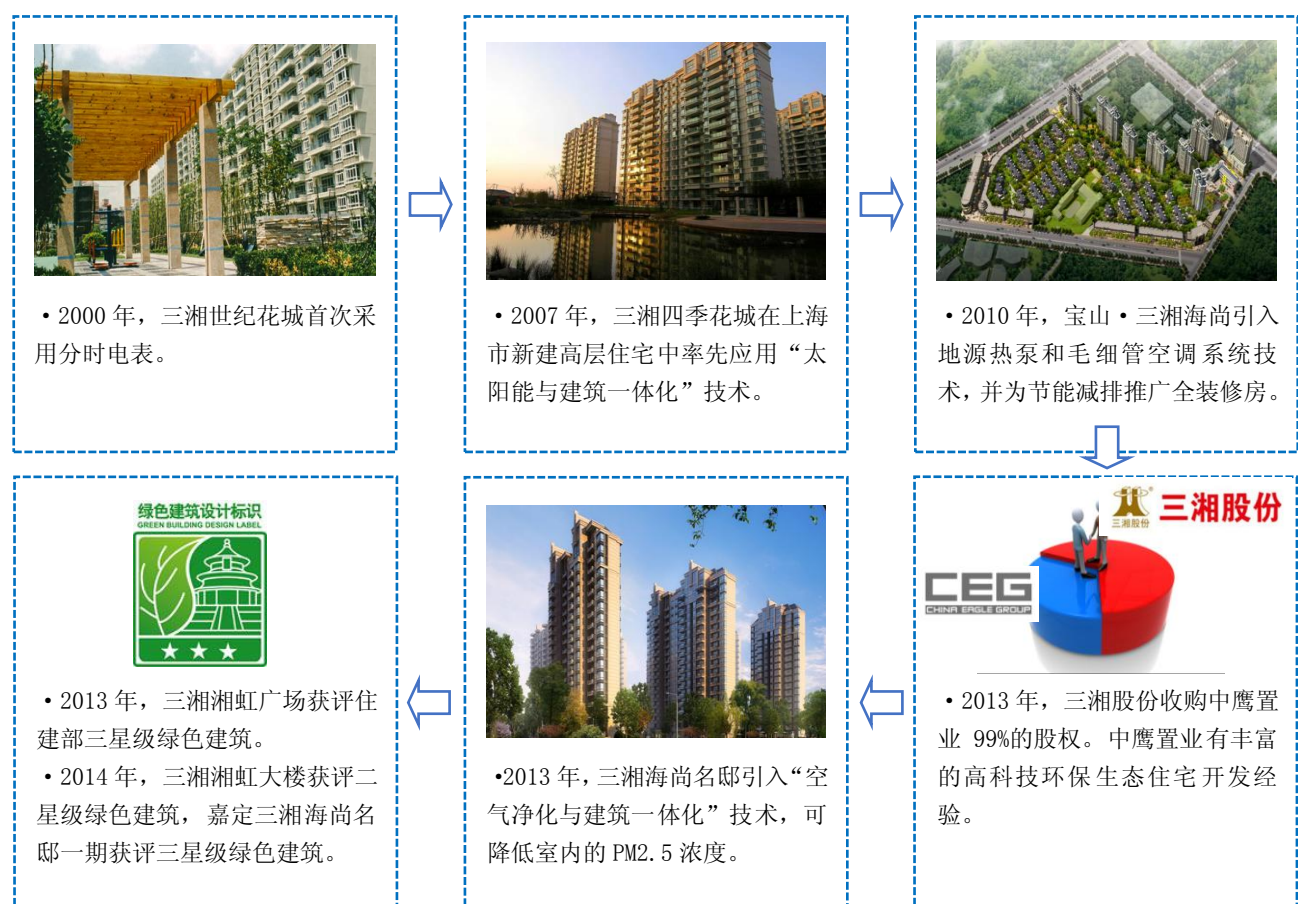 •2000 年，三湘世纪花城首次采
用分时电表。
•2007 年，三湘四季花城在上海
市新建高层住宅中率先应用“太
阳能与建筑一体化”技术。
•2010 年，宝山•三湘海尚引入
地源热泵和毛细管空调系统技
术，并为节能减排推广全装修房。
三湘股份
三湘股份
CEG
CHINA EAGLE GROUP
•2013 年，三湘股份收购中鹰置
业 99%的股权。中鹰置业有丰富
的高科技环保生态住宅开发经
验。
•2013 年，三湘海尚名邸引入“空
气净化与建筑一体化”技术，可
降低室内的 PM2.5 浓度。
绿色建筑设计标识
GREEN BUILDING DESIGN LABEL
•2013 年，三湘湘虹广场获评住
建部三星级绿色建筑。
•2014 年，三湘湘虹大楼获评二
星级绿色建筑，嘉定三湘海尚名
邸一期获评三星级绿色建筑。